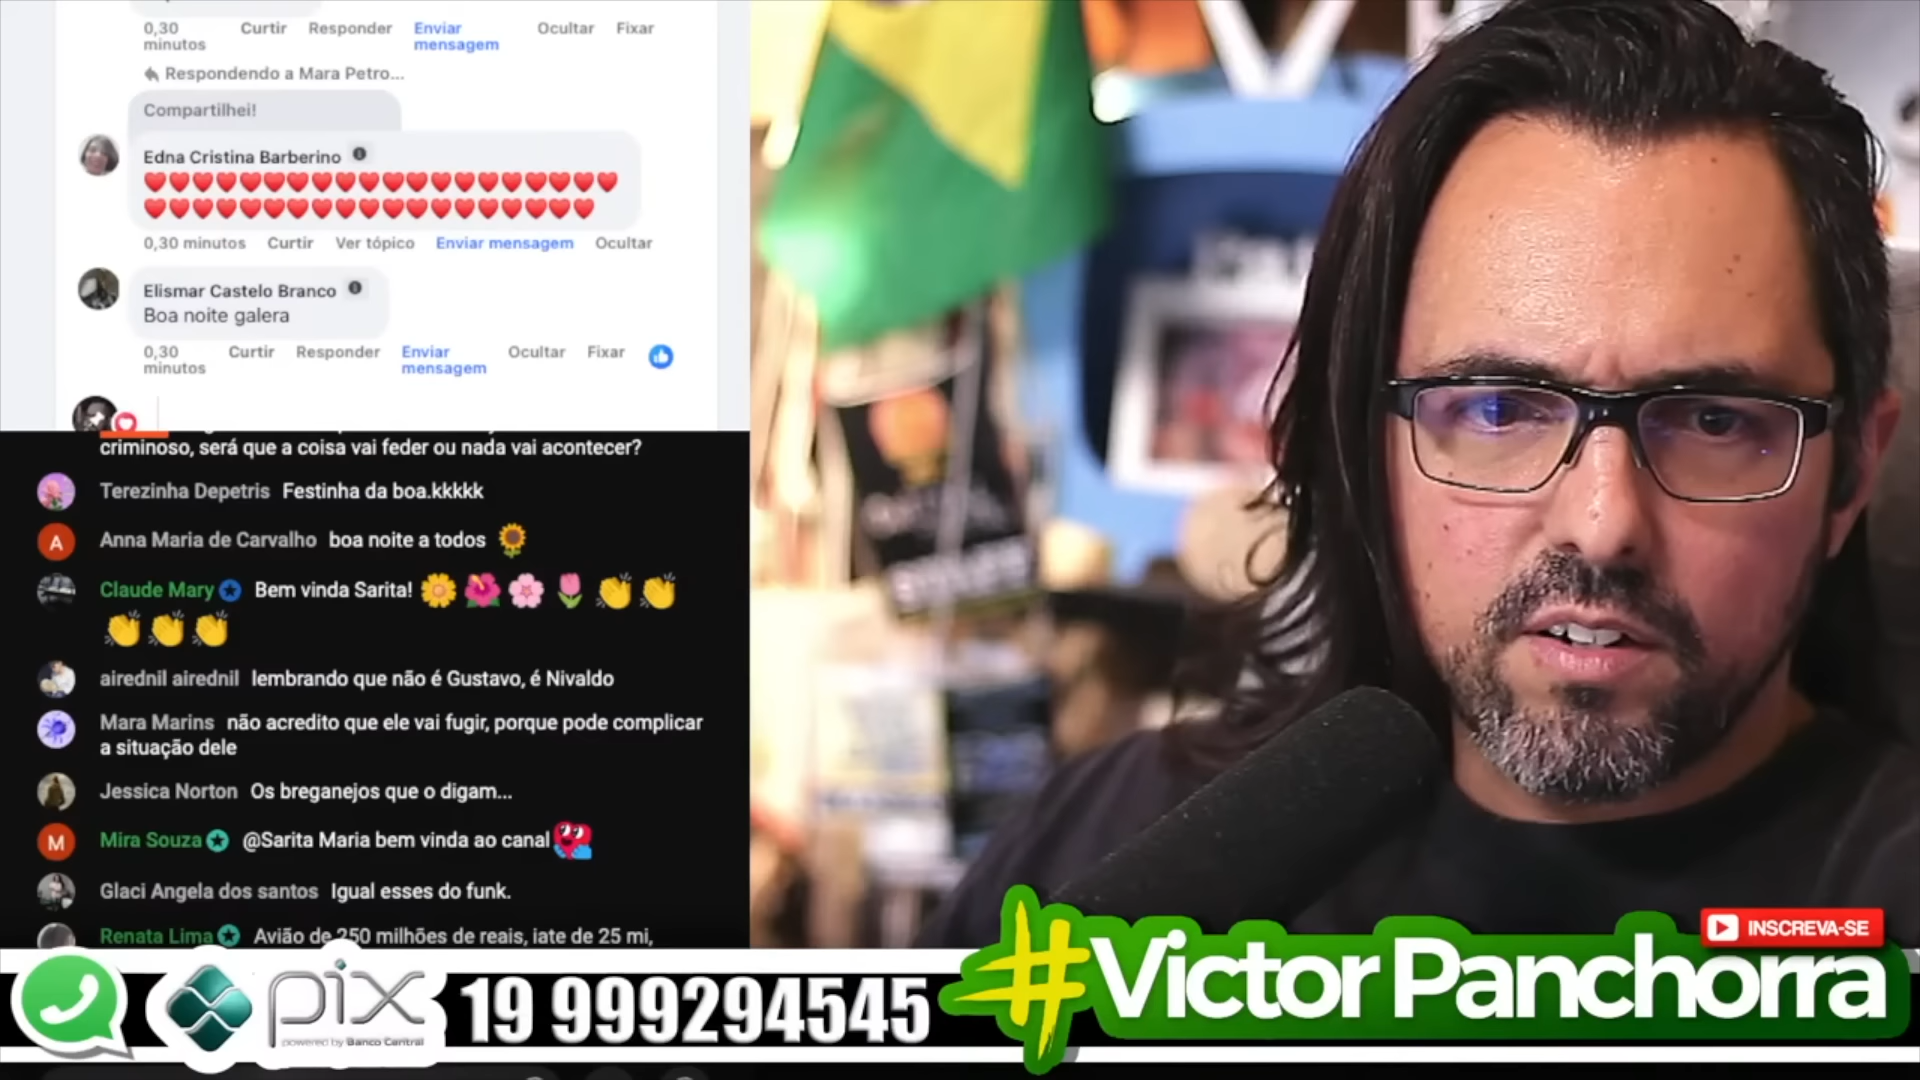 0,30 minutos Curtir Responder Enviar mensagem Ocultar Fixar
Respondendo a Mara Petro...
Compartilhei!
Edna Cristina Barberino
0,30 minutos Curtir Ver tópico Enviar mensagem Ocultar
Elismar Castelo Branco
Boa noite galera
0,30 minutos Curtir Responder Enviar mensagem Ocultar Fixar
criminoso, será que a coisa vai feder ou nada vai acontecer?
Terezinha Depetris Festinha da boa.kkkkk
A
Anna Maria de Carvalho boa noite a todos 🌻
Claude Mary Bem vinda Sarita! 🌼🌺🌸🌷👏👏
👏👏👏
airednil airednil lembrando que não é Gustavo, é Nivaldo
Mara Marins não acredito que ele vai fugir, porque pode complicar
a situação dele
Jessica Norton Os breganejos que o digam...
M
Mira Souza @Sarita Maria bem vinda ao canal
Glaci Angela dos santos Igual esses do funk.
Renata Lima Avião de 250 milhões de reais, iate de 25 mi,
pix
powered by Banco Central
19 999294545
#Victor Panchorra
INSCREVA-SE